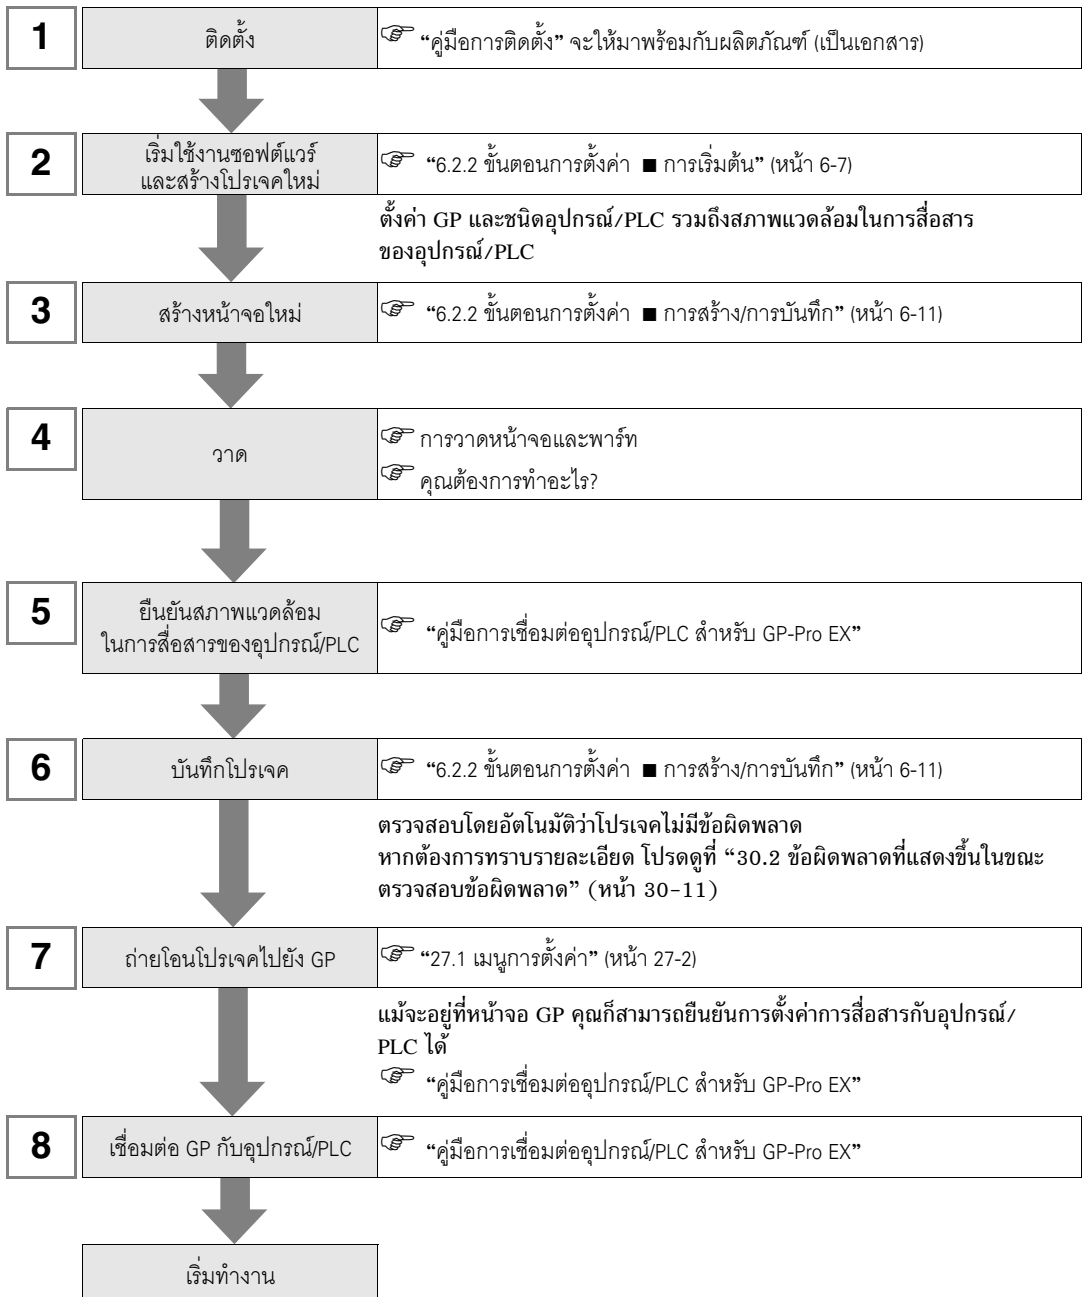 1
ติดตั้ง
“คู่มือการติดตั้ง” จะให้มาพร้อมกับผลิตภัณฑ์ (เป็นเอกสาร)
2
เริ่มใช้งานซอฟต์แวร์
และสร้างโปรเจคใหม่
“6.2.2 ขั้นตอนการตั้งค่า ■ การเริ่มต้น” (หน้า 6-7)
ตั้งค่า GP และชนิดอุปกรณ์/PLC รวมถึงสภาพแวดล้อมในการสื่อสาร
ของอุปกรณ์/PLC
3
สร้างหน้าจอใหม่
“6.2.2 ขั้นตอนการตั้งค่า ■ การสร้าง/การบันทึก” (หน้า 6-11)
4
วาด
การวาดหน้าจอและพาร์ท
คุณต้องการทำอะไร?
5
ยืนยันสภาพแวดล้อม
ในการสื่อสารของอุปกรณ์/PLC
“คู่มือการเชื่อมต่ออุปกรณ์/PLC สำหรับ GP-Pro EX”
6
บันทึกโปรเจค
“6.2.2 ขั้นตอนการตั้งค่า ■ การสร้าง/การบันทึก” (หน้า 6-11)
ตรวจสอบโดยอัตโนมัติว่าโปรเจคไม่มีข้อผิดพลาด
หากต้องการทราบรายละเอียด โปรดดูที่ “30.2 ข้อผิดพลาดที่แสดงขึ้นในขณะ
ตรวจสอบข้อผิดพลาด” (หน้า 30-11)
7
ถ่ายโอนโปรเจคไปยัง GP
“27.1 เมนูการตั้งค่า” (หน้า 27-2)
แม้จะอยู่ที่หน้าจอ GP คุณก็สามารถยืนยันการตั้งค่าการสื่อสารกับอุปกรณ์/
PLC ได้
“คู่มือการเชื่อมต่ออุปกรณ์/PLC สำหรับ GP-Pro EX”
8
เชื่อมต่อ GP กับอุปกรณ์/PLC
“คู่มือการเชื่อมต่ออุปกรณ์/PLC สำหรับ GP-Pro EX”
เริ่มทำงาน